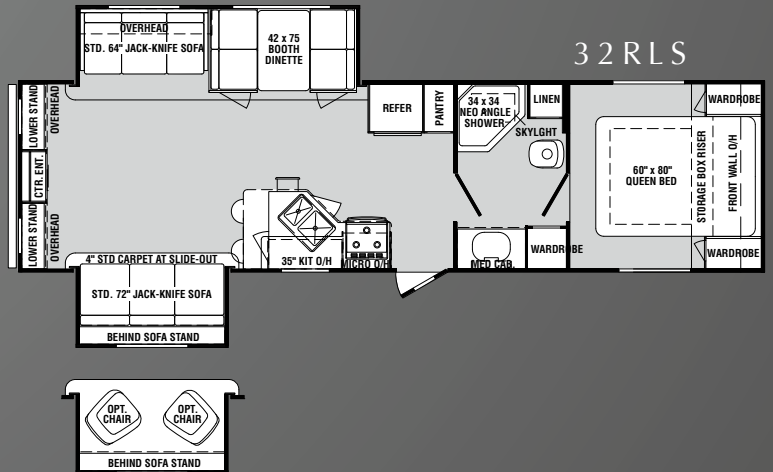 32RLS
OVERHEAD
STD. 64" JACK-KNIFE SOFA
42 x 75
BOOTH
DINETTE
LOWER STAND
OVERHEAD
CTR. ENT.
LOWER STAND
OVERHEAD
REFER
PANTRY
34 x 34
NEO ANGLE
SHOWER
LINEN
SKYLGHT
WARDROBE
60" x 80"
QUEEN BED
STORAGE BOX RISER
FRONT WALL O/H
WARDROBE
4" STD CARPET AT SLIDE-OUT
35" KIT O/H
MICRO O/H
MED CAB.
WARDROBE
STD. 72" JACK-KNIFE SOFA
BEHIND SOFA STAND
OPT.
CHAIR
OPT.
CHAIR
BEHIND SOFA STAND